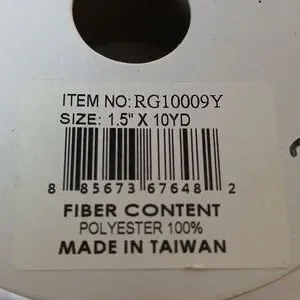 ITEM NO: RG10009Y
SIZE: 1.5" X 10YD
8 85673 67648 2
FIBER CONTENT
POLYESTER 100%
MADE IN TAIWAN